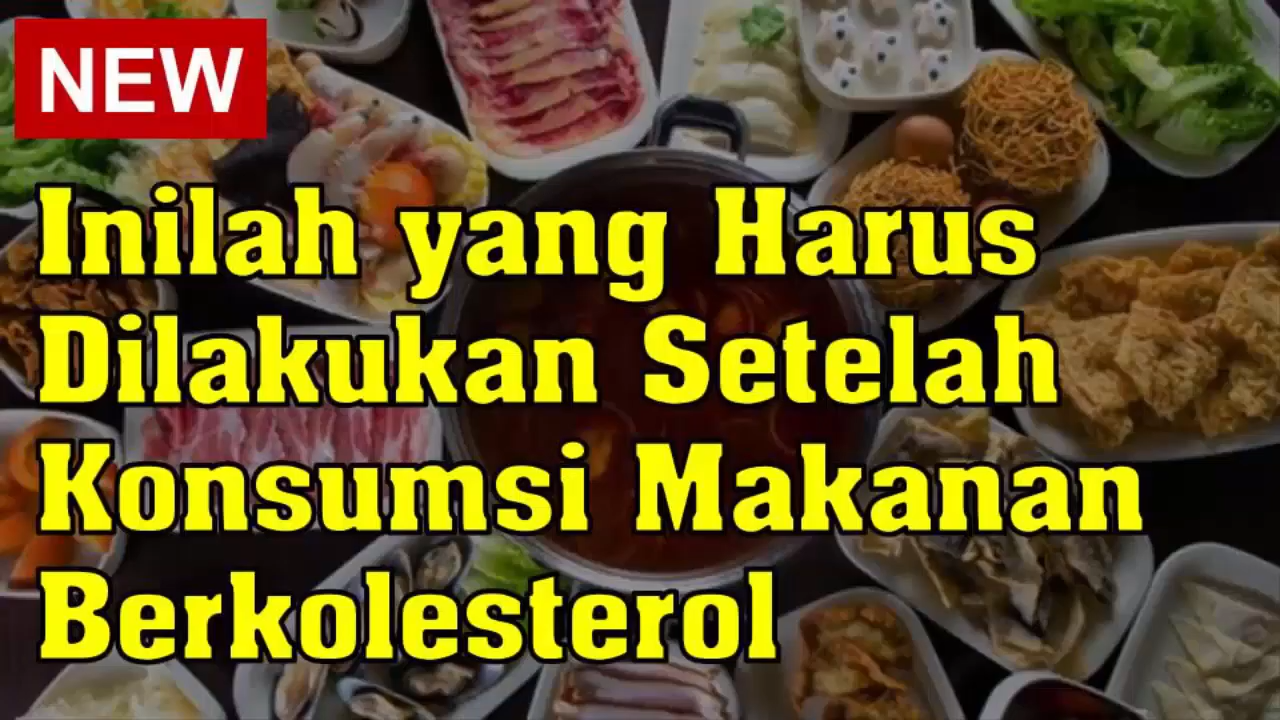 NEW
Inilah yang Harus
Dilakukan Setelah
Konsumsi Makanan
Berkolesterol